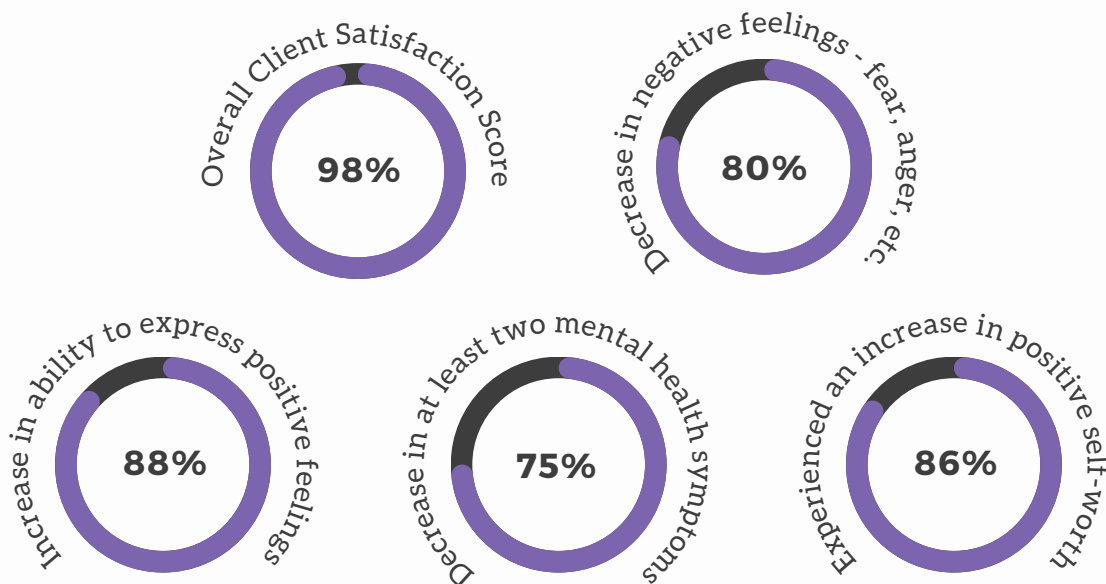 Overall Client Satisfaction Score
98%
Decrease in negative feelings - fear, anger, etc.
80%
Increase in ability to express positive feelings
88%
Decrease in at least two mental health symptoms
75%
Experienced an increase in positive self-worth
86%